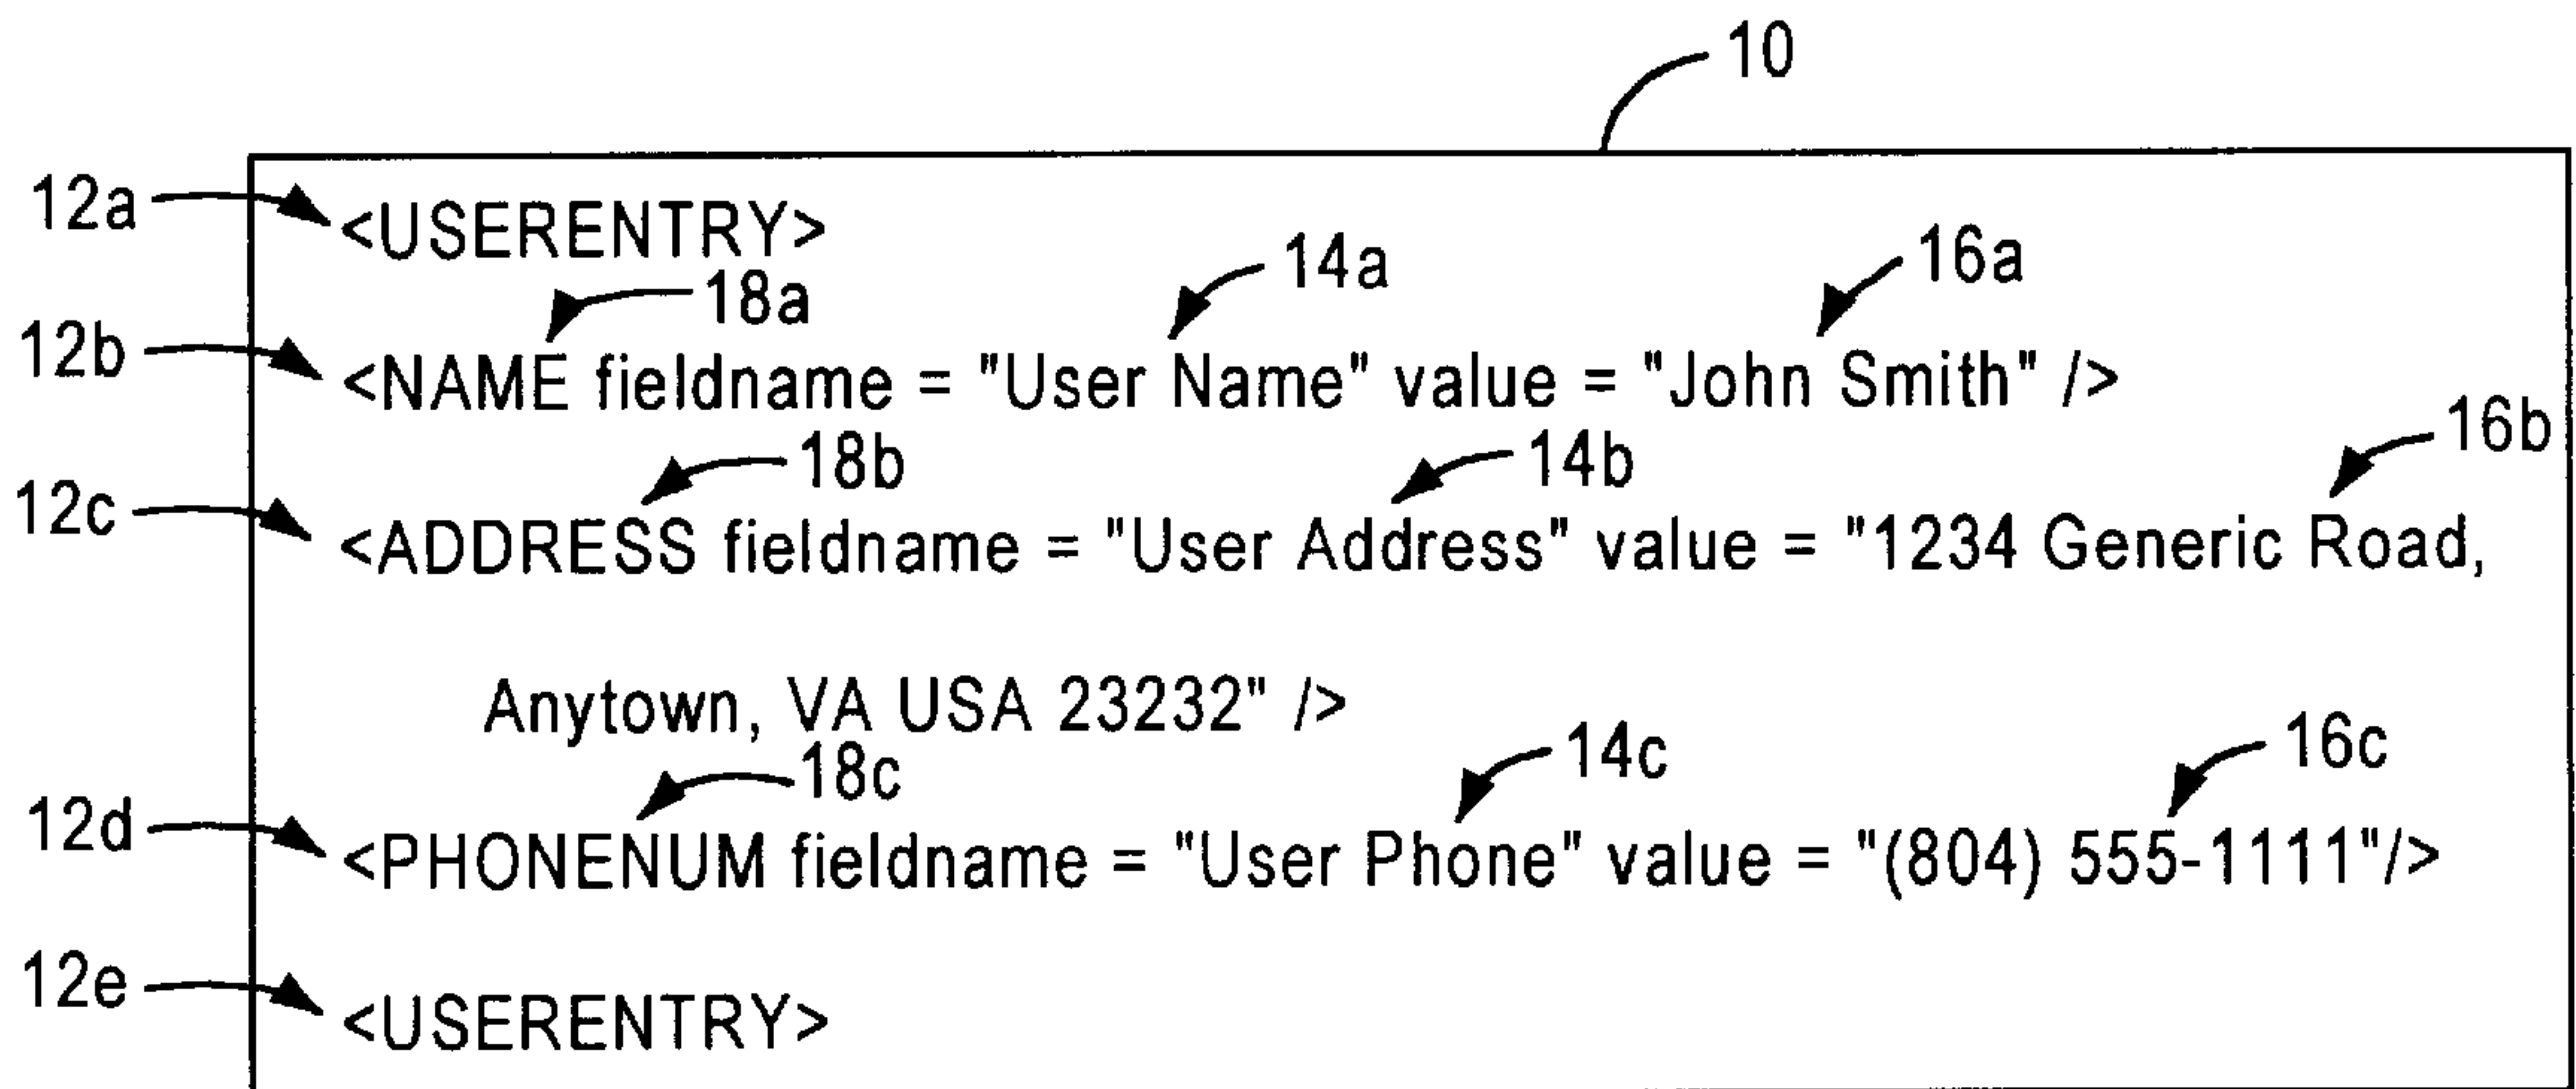 10
12a <USERENTRY>
18a 14a 16a
12b <NAME fieldname = "User Name" value = "John Smith" />
18b 14b 16b
12c <ADDRESS fieldname = "User Address" value = "1234 Generic Road,
Anytown, VA USA 23232" />
18c 14c 16c
12d <PHONENUM fieldname = "User Phone" value = "(804) 555-1111"/>
12e <USERENTRY>